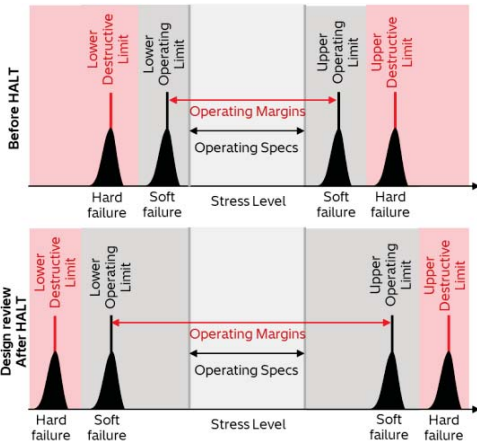 Before HALT
Lower
Destructive
Limit
Lower
Operating
Limit
Upper
Operating
Limit
Upper
Destructive
Limit
Operating Margins
Operating Specs
Hard
failure
Soft
failure
Stress Level
Soft
failure
Hard
failure
Design review
After HALT
Lower
Destructive
Limit
Lower
Operating
Limit
Upper
Operating
Limit
Upper
Destructive
Limit
Operating Margins
Operating Specs
Hard
failure
Soft
failure
Stress Level
Soft
failure
Hard
failure